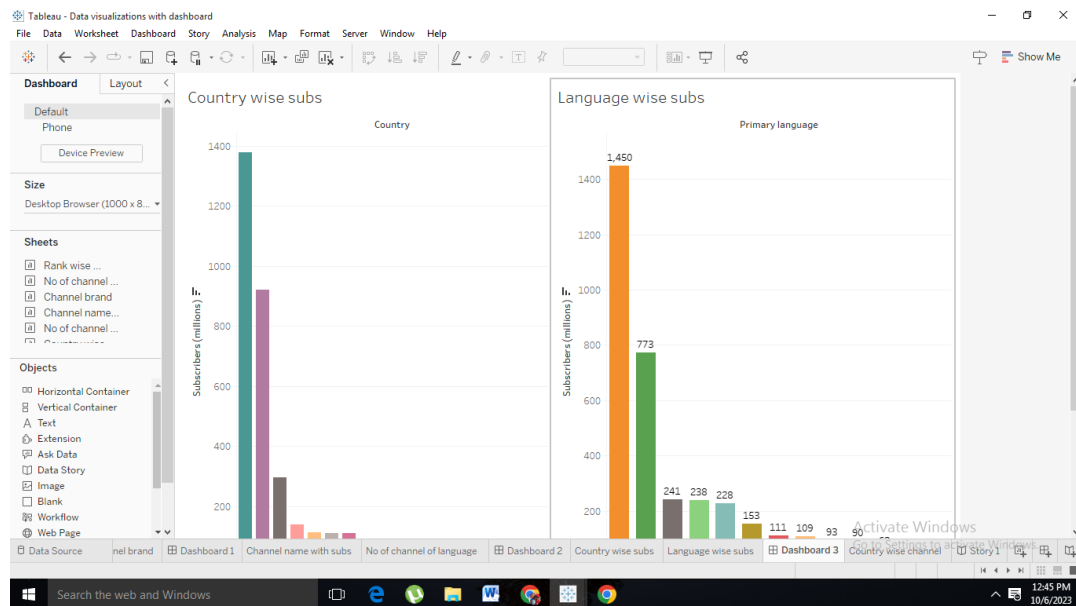 Tableau - Data visualizations with dashboard
File Data Worksheet Dashboard Story Analysis Map Format Server Window Help
Show Me
Dashboard Layout
Default
Phone
Device Preview
Size
Desktop Browser (1000 x 8...
Sheets
Rank wise ...
No of channel ...
Channel brand
Channel name...
No of channel ...
Objects
Horizontal Container
Vertical Container
Text
Extension
Ask Data
Data Story
Image
Blank
Workflow
Web Page
Country wise subs
Country
1400
1200
1000
800
600
400
200
Subscribers (millions)
Language wise subs
Primary language
1400
1200
1000
800
600
400
200
Subscribers (millions)
1,450
773
241 238 228
153
111 109 93 90
Activate Windows
Go to Settings to activate Windows.
Data Source nel brand Dashboard 1 Channel name with subs No of channel of language Dashboard 2 Country wise subs Language wise subs Dashboard 3 Country wise channel Story 1
Search the web and Windows
12:45 PM
10/6/2023